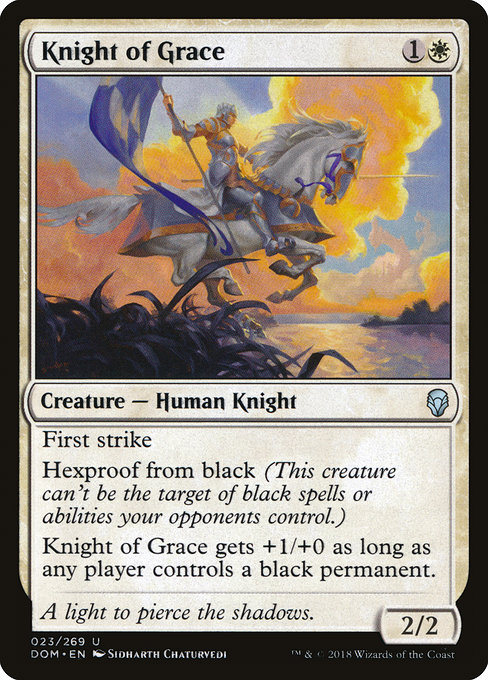 Knight of Grace 1
Creature — Human Knight
First strike
Hexproof from black (This creature
can't be the target of black spells or
abilities your opponents control.)
Knight of Grace gets +1/+0 as long as
any player controls a black permanent.
A light to pierce the shadows.
2/2
023/269 U
DOM • EN Sidharth Chaturvedi
™ & © 2018 Wizards of the Coast